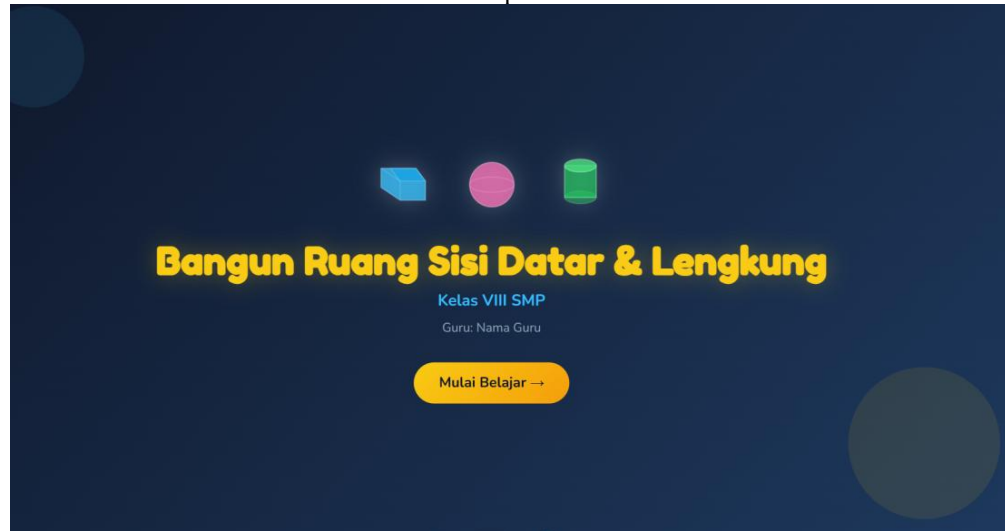 Bangun Ruang Sisi Datar & Lengkung
Kelas VIII SMP
Guru: Nama Guru
Mulai Belajar →